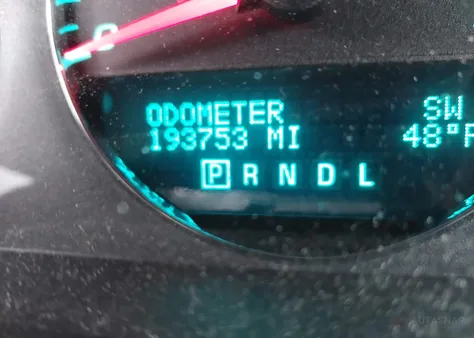 ODOMETER SW
193753 MI 48°F
P R N D L